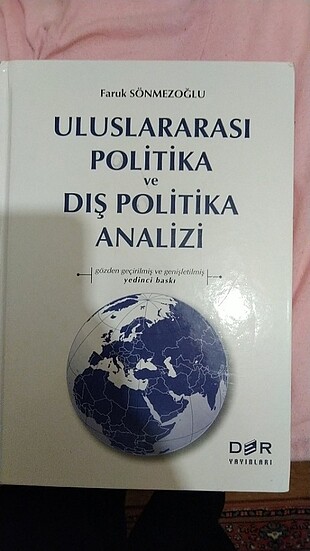 Faruk SÖNMEZOĞLU
ULUSLARARASI
POLİTİKA
ve
DIŞ POLİTİKA
ANALİZİ
gözden geçirilmiş ve genişletilmiş
yedinci baskı
DER
YAYINLARI